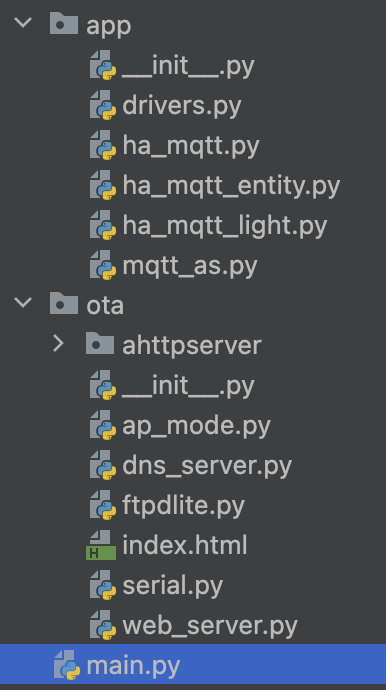 app
__init__.py
drivers.py
ha_mqtt.py
ha_mqtt_entity.py
ha_mqtt_light.py
mqtt_as.py
ota
ahttpserver
__init__.py
ap_mode.py
dns_server.py
ftpdlite.py
H index.html
serial.py
web_server.py
main.py